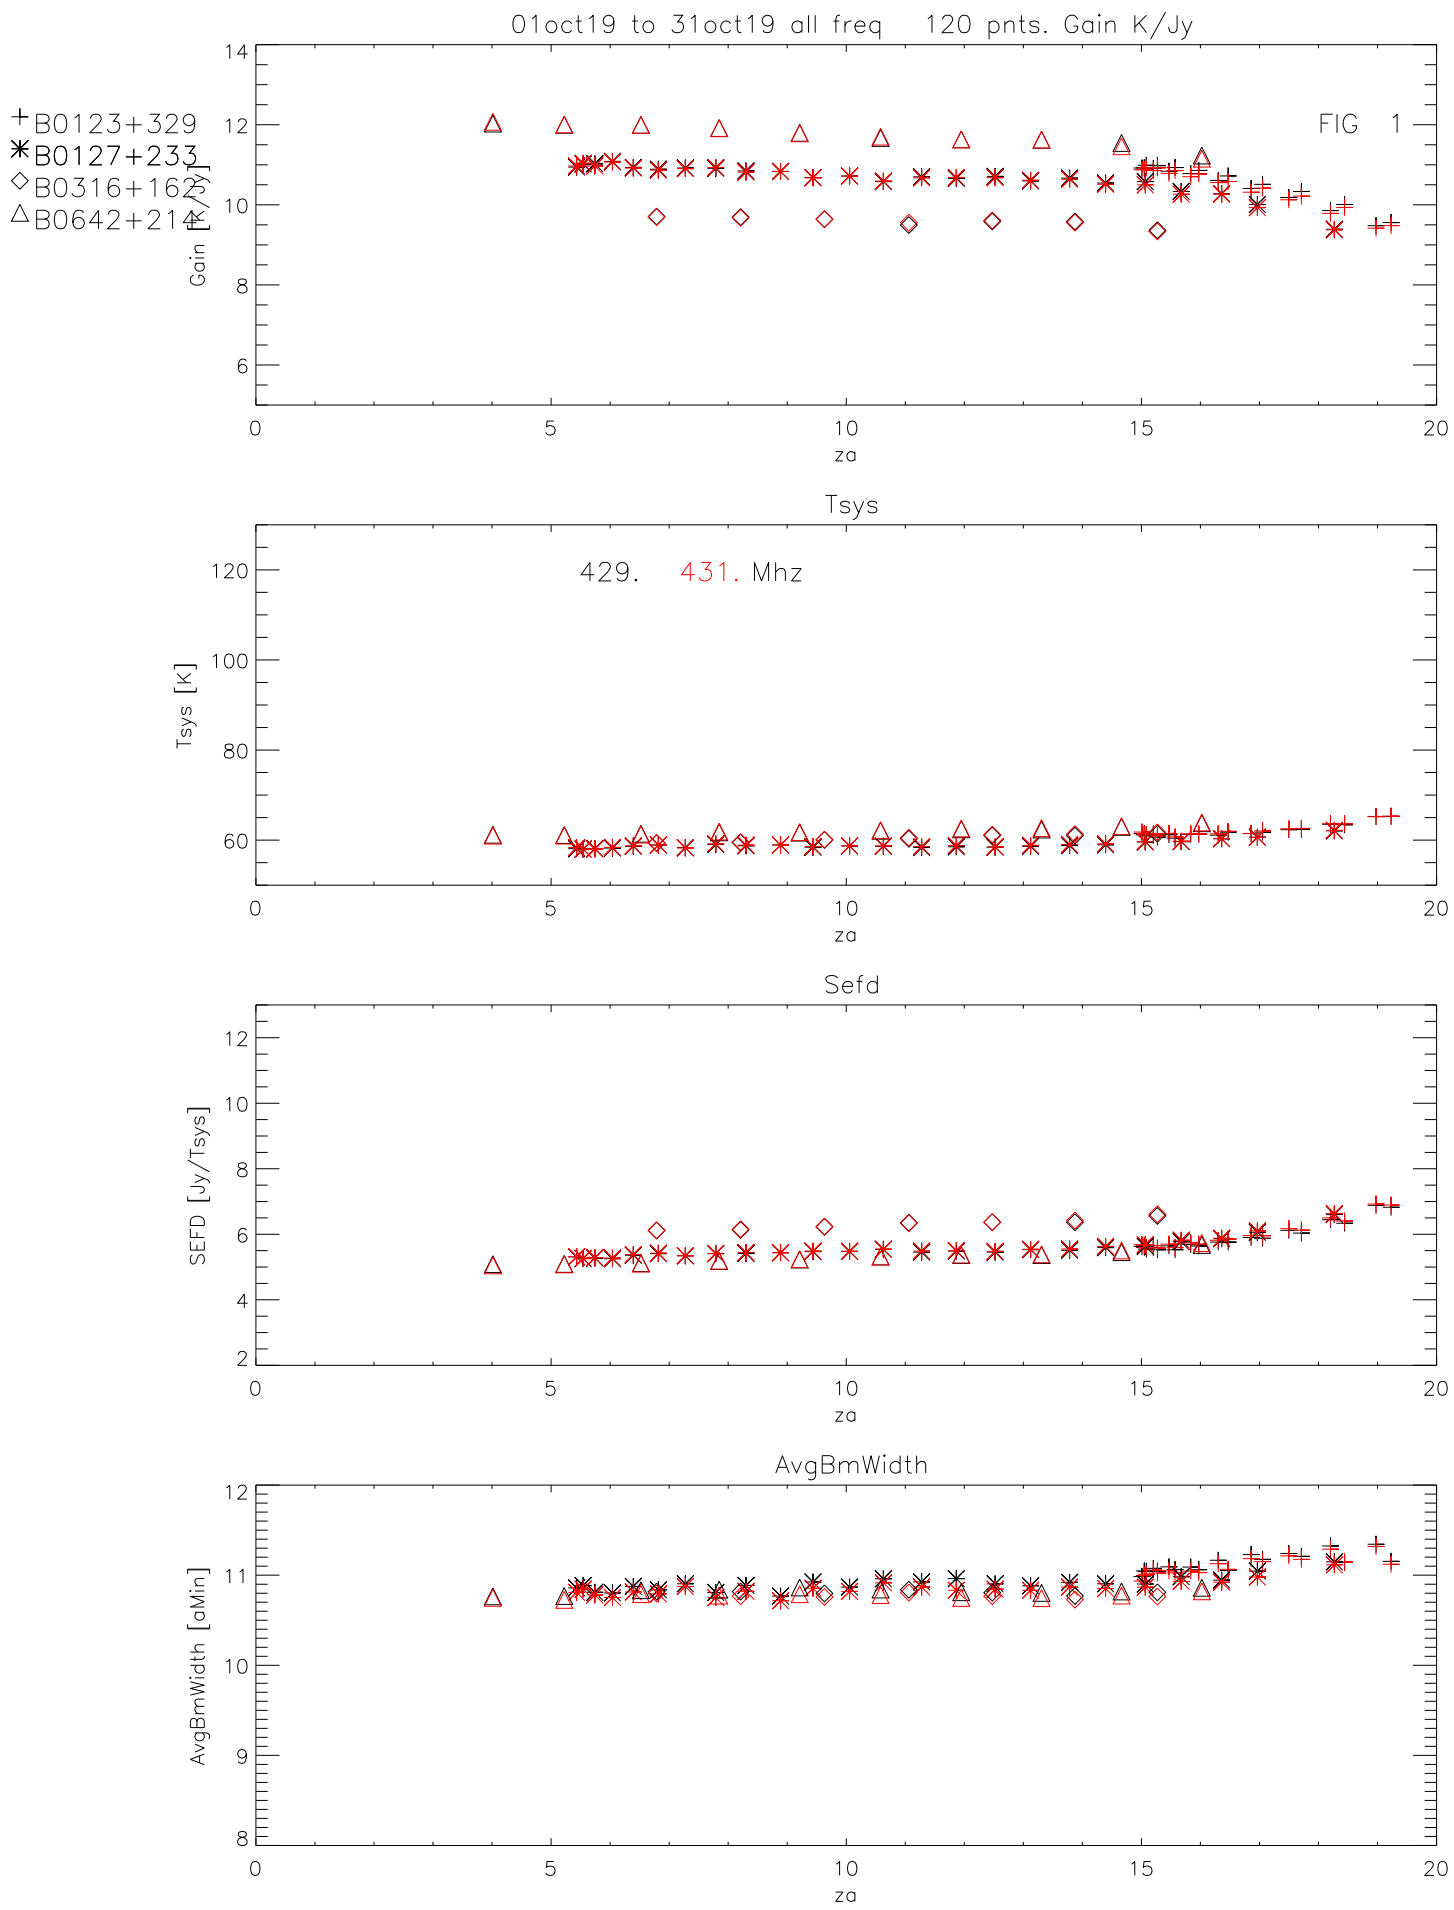 01oct19 to 31oct19 all freq 120 pnts. Gain K/Jy
14
12
10
8
6
Gain [K/Jy]
+ B0123+329
B0127+233
B0316+162
B0642+214
FIG 1
0 5 10 15 20
za
Tsys
120
100
80
60
Tsys [K]
429. 431. Mhz
0 5 10 15 20
za
Sefd
12
10
8
6
4
2
SEFD [Jy/Tsys]
0 5 10 15 20
za
AvgBmWidth
12
11
10
9
8
AvgBmWidth [aMin]
0 5 10 15 20
za